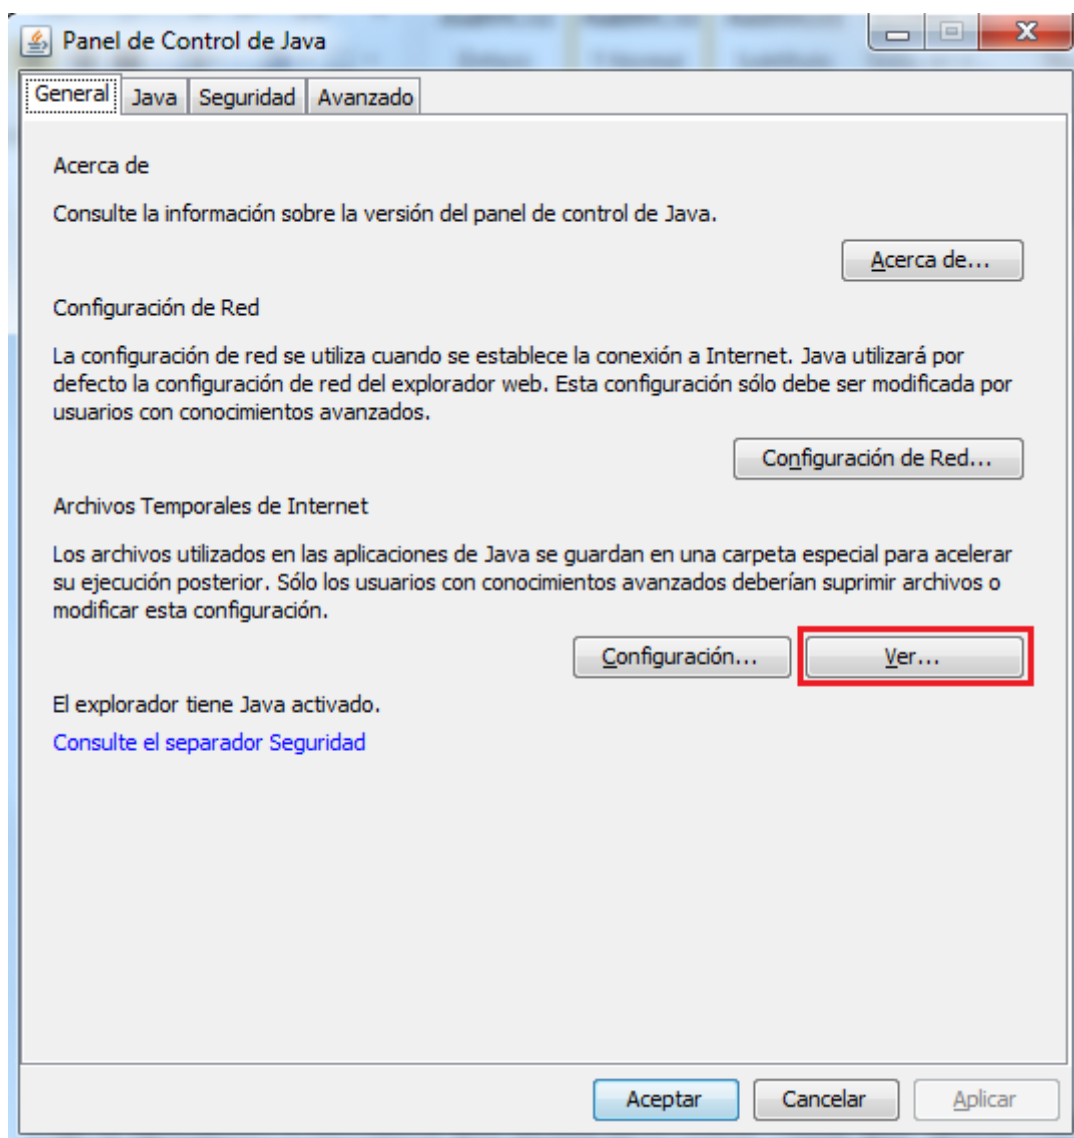 Panel de Control de Java
General Java Seguridad Avanzado
Acerca de
Consulte la información sobre la versión del panel de control de Java.
Acerca de...
Configuración de Red
La configuración de red se utiliza cuando se establece la conexión a Internet. Java utilizará por
defecto la configuración de red del explorador web. Esta configuración sólo debe ser modificada por
usuarios con conocimientos avanzados.
Configuración de Red...
Archivos Temporales de Internet
Los archivos utilizados en las aplicaciones de Java se guardan en una carpeta especial para acelerar
su ejecución posterior. Sólo los usuarios con conocimientos avanzados deberían suprimir archivos o
modificar esta configuración.
Configuración... Ver...
El explorador tiene Java activado.
Consulte el separador Seguridad
Aceptar Cancelar Aplicar